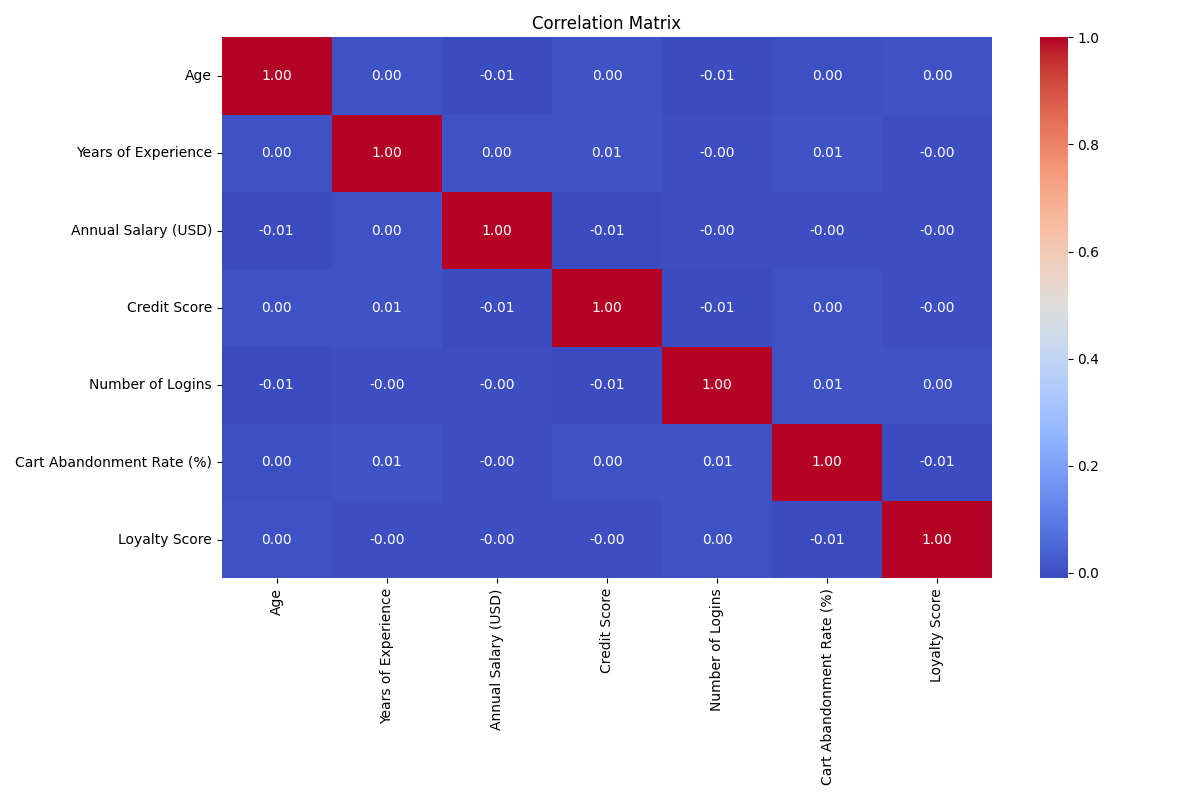 Correlation Matrix
Age 1.00 0.00 -0.01 0.00 -0.01 0.00 0.00
Years of Experience 0.00 1.00 0.00 0.01 -0.00 0.01 -0.00
Annual Salary (USD) -0.01 0.00 1.00 -0.01 -0.00 -0.00 -0.00
Credit Score 0.00 0.01 -0.01 1.00 -0.01 0.00 -0.00
Number of Logins -0.01 -0.00 -0.00 -0.01 1.00 0.01 0.00
Cart Abandonment Rate (%) 0.00 0.01 -0.00 0.00 0.01 1.00 -0.01
Loyalty Score 0.00 -0.00 -0.00 -0.00 0.00 -0.01 1.00
Age
Years of Experience
Annual Salary (USD)
Credit Score
Number of Logins
Cart Abandonment Rate (%)
Loyalty Score
1.0
0.8
0.6
0.4
0.2
0.0